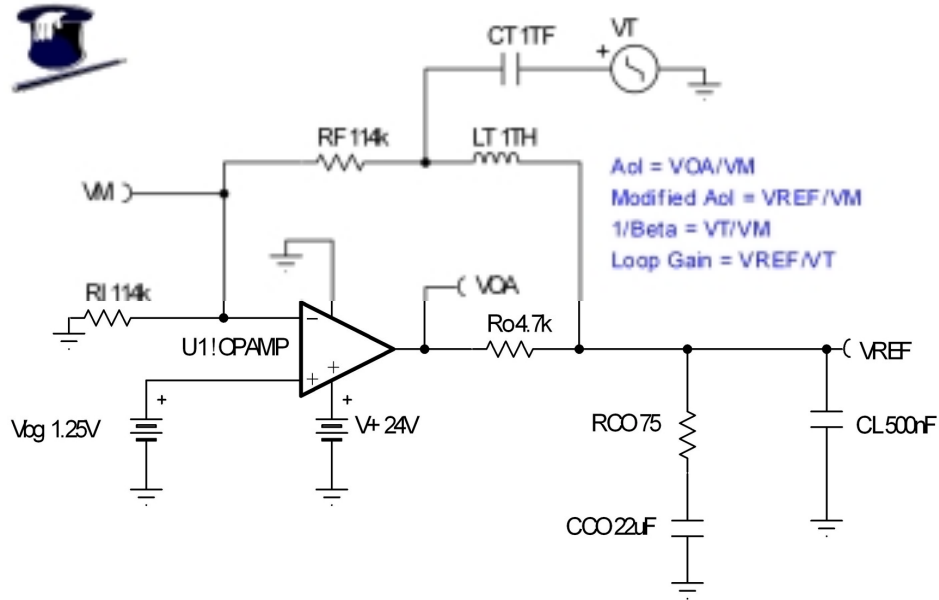 CT 1TF
VT
+
RF 114k
LT 1TH
Aol = VOA/VM
Modified Aol = VREF/VM
1/Beta = VT/VM
Loop Gain = VREF/VT
VM
RI 114k
VOA
Ro 4.7k
U1 !OPAMP
VREF
+
+
Vbg 1.25V
V+ 24V
RCO 75
CL 500nF
CCO 22uF